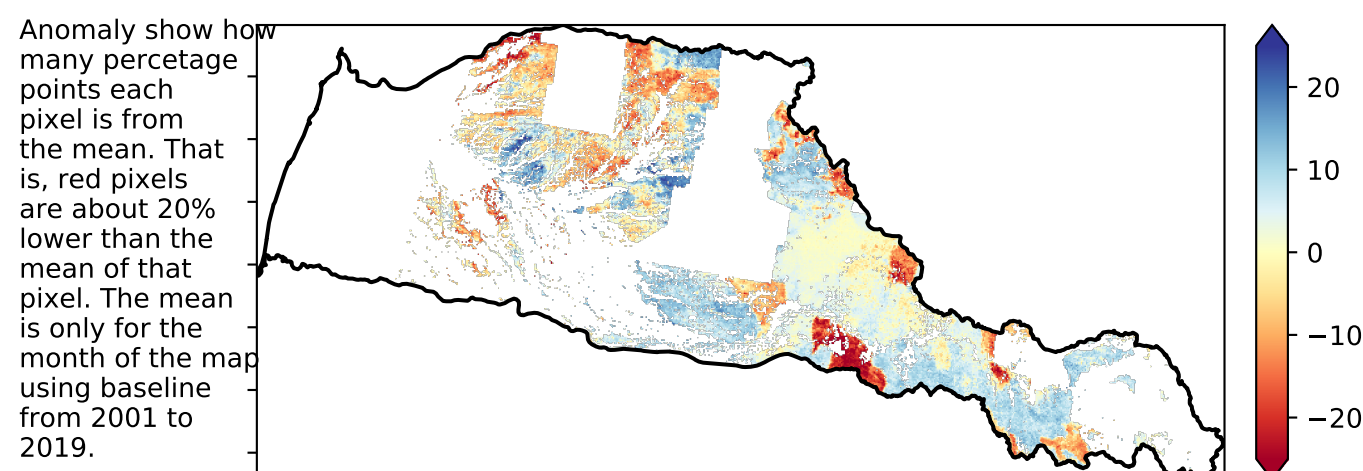 Anomaly show how
many percetage
points each
pixel is from
the mean. That
is, red pixels
are about 20%
lower than the
mean of that
pixel. The mean
is only for the
month of the map
using baseline
from 2001 to
2019.
20
10
0
−10
−20